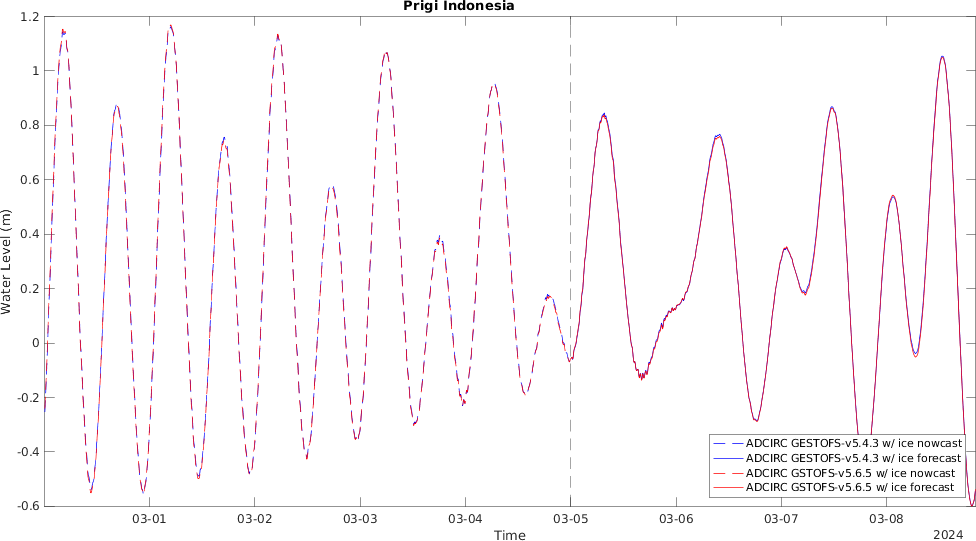 Prigi Indonesia
1.2
1
0.8
0.6
0.4
0.2
0
-0.2
-0.4
-0.6
Water Level (m)
03-01
03-02
03-03
03-04
03-05
03-06
03-07
03-08
Time
2024
ADCIRC GESTOFS-v5.4.3 w/ ice nowcast
ADCIRC GESTOFS-v5.4.3 w/ ice forecast
ADCIRC GSTOFS-v5.6.5 w/ ice nowcast
ADCIRC GSTOFS-v5.6.5 w/ ice forecast